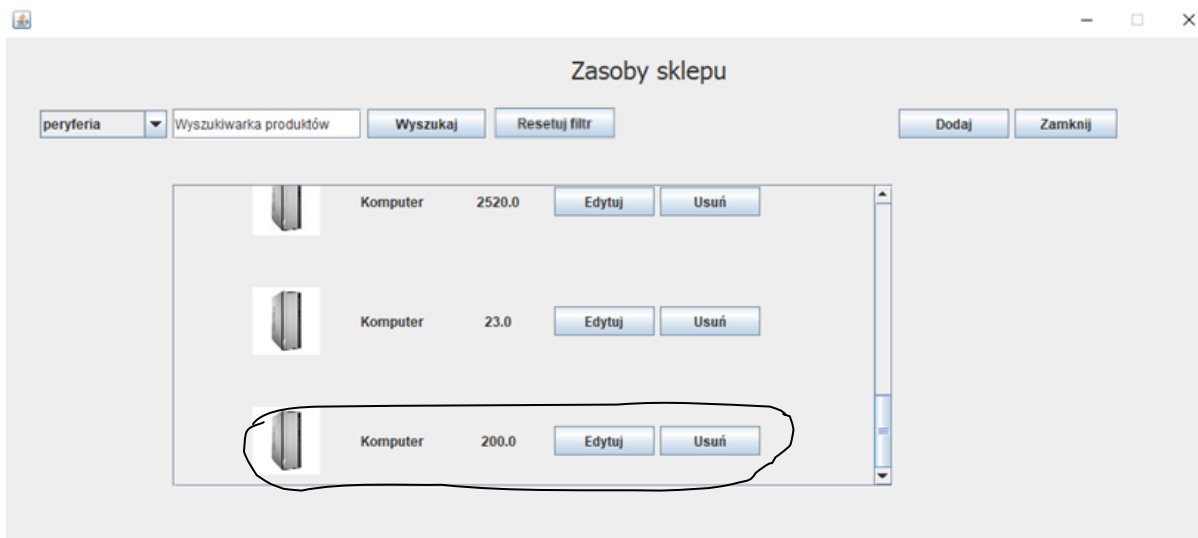 Zasoby sklepu
peryferia Wyszukiwarka produktów Wyszukaj Resetuj filtr Dodaj Zamknij
Komputer 2520.0 Edytuj Usuń
Komputer 23.0 Edytuj Usuń
Komputer 200.0 Edytuj Usuń